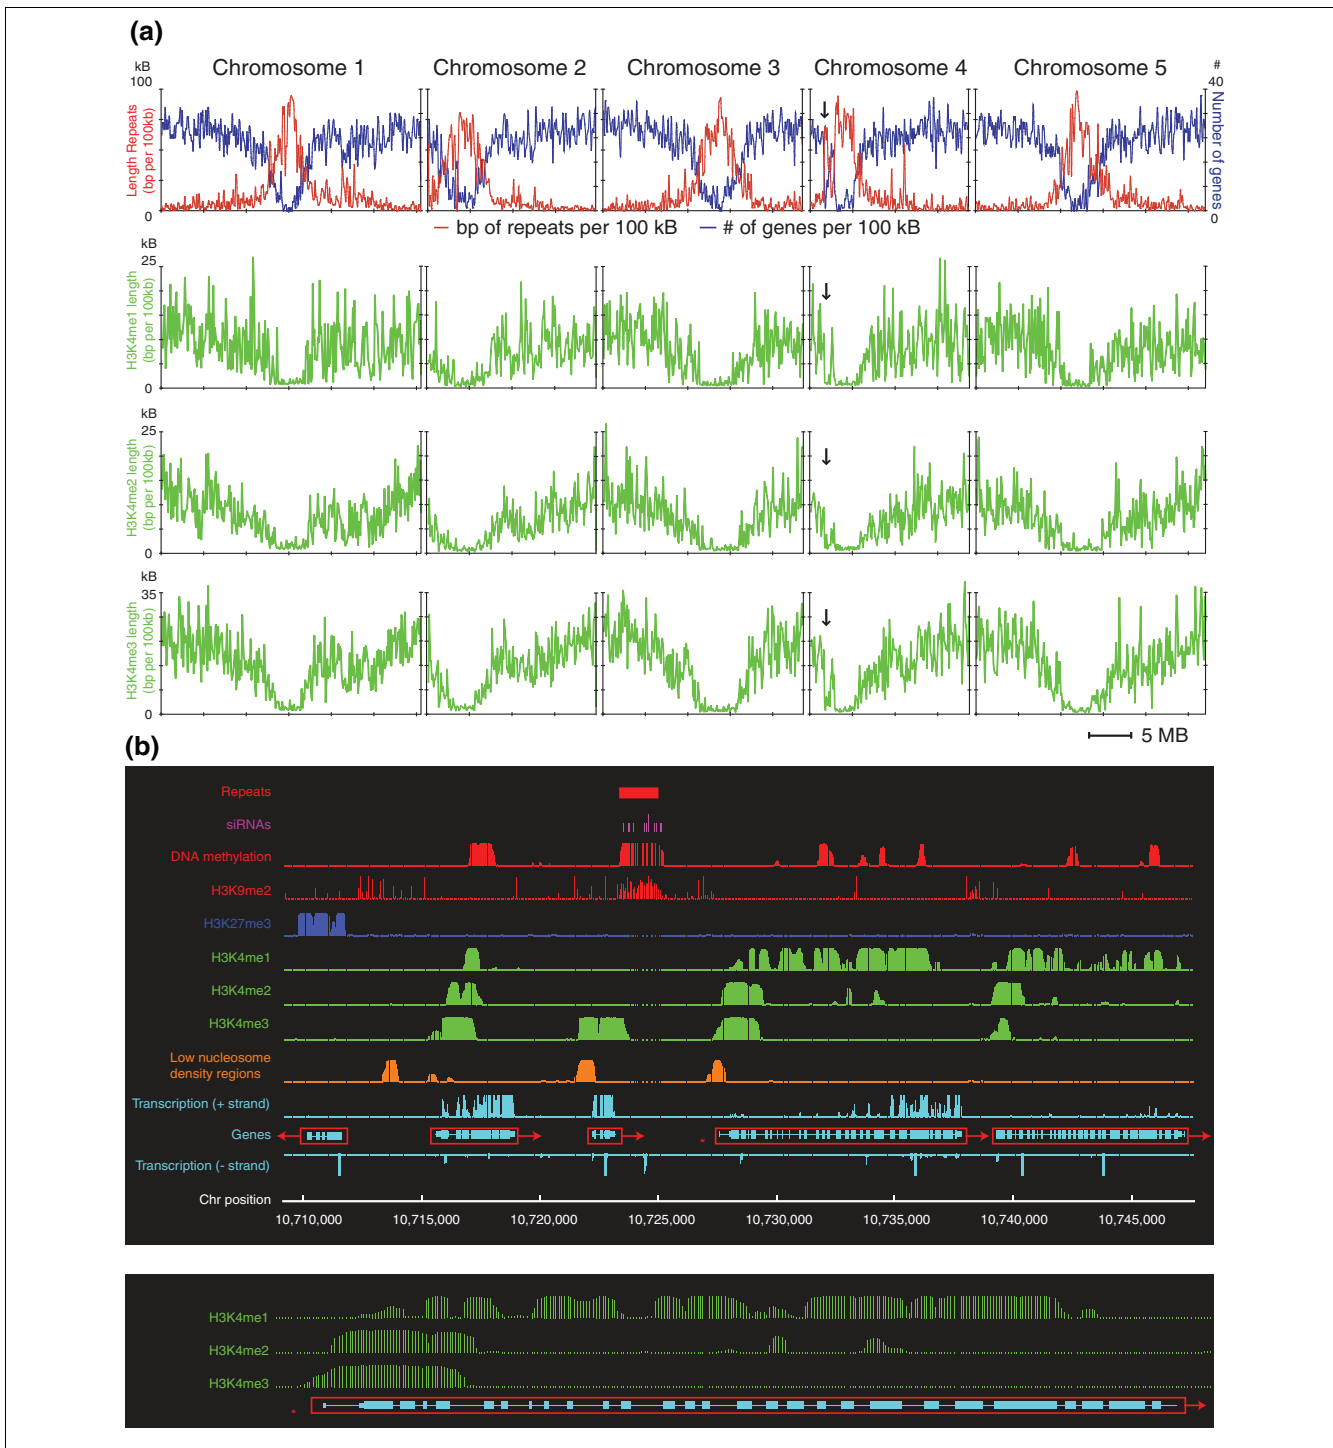 (a)
kB
Chromosome 1
Chromosome 2
Chromosome 3
Chromosome 4
Chromosome 5
#
100
40
Length Repeats
(bp per 100kb)
Number of genes
0
0
— bp of repeats per 100 kB — # of genes per 100 kB
kB
25
H3K4me1 length
(bp per 100kb)
0
kB
25
H3K4me2 length
(bp per 100kb)
0
kB
35
H3K4me3 length
(bp per 100kb)
0
5 MB
(b)
Repeats
siRNAs
DNA methylation
H3K9me2
H3K27me3
H3K4me1
H3K4me2
H3K4me3
Low nucleosome
density regions
Transcription (+ strand)
Genes
Transcription (- strand)
Chr position
10,710,000 10,715,000 10,720,000 10,725,000 10,730,000 10,735,000 10,740,000 10,745,000
H3K4me1
H3K4me2
H3K4me3